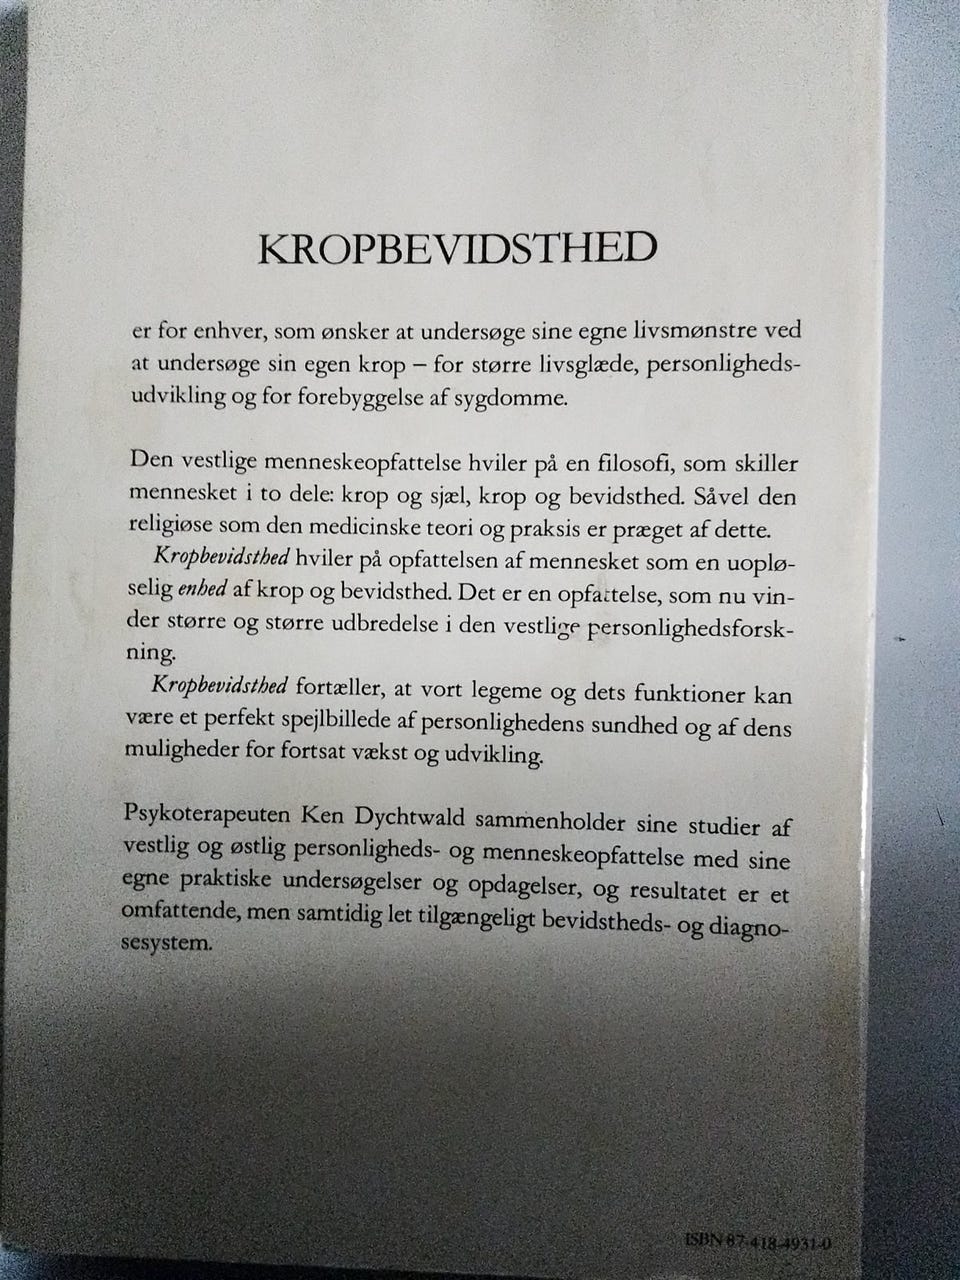 KROPBEVIDSTHED
er for enhver, som ønsker at undersøge sine egne livsmønstre ved
at undersøge sin egen krop – for større livsglæde, personligheds-
udvikling og for forebyggelse af sygdomme.
Den vestlige menneskeopfattelse hviler på en filosofi, som skiller
mennesket i to dele: krop og sjæl, krop og bevidsthed. Såvel den
religiøse som den medicinske teori og praksis er præget af dette.
Kropbevidsthed hviler på opfattelsen af mennesket som en uoplø-
selig enhed af krop og bevidsthed. Det er en opfattelse, som nu vin-
der større og større udbredelse i den vestlige personlighedsforsk-
ning.
Kropbevidsthed fortæller, at vort legeme og dets funktioner kan
være et perfekt spejlbillede af personlighedens sundhed og af dens
muligheder for fortsat vækst og udvikling.
Psykoterapeuten Ken Dychtwald sammenholder sine studier af
vestlig og østlig personligheds- og menneskeopfattelse med sine
egne praktiske undersøgelser og opdagelser, og resultatet er et
omfattende, men samtidig let tilgængeligt bevidstheds- og diagno-
sesystem.
ISBN 87-418-4931-0